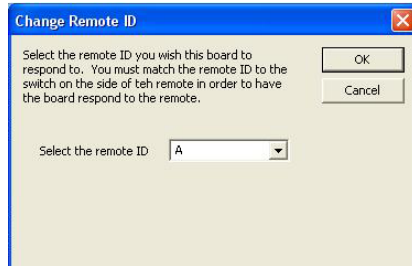 Change Remote ID
Select the remote ID you wish this board to
respond to. You must match the remote ID to the
switch on the side of teh remote in order to have
the board respond to the remote.
OK
Cancel
Select the remote ID A